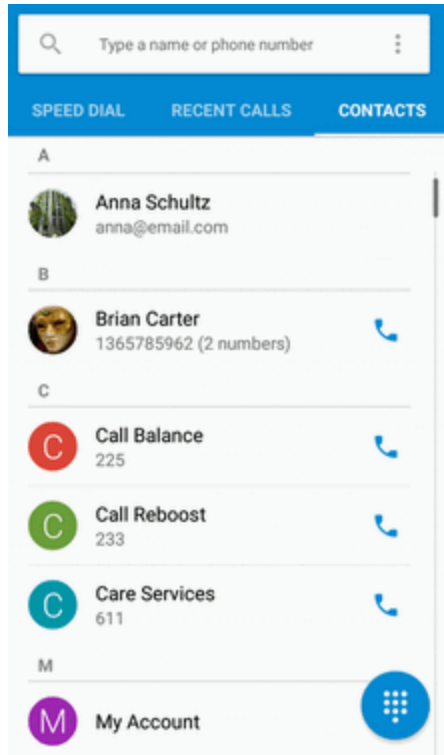 Type a name or phone number
SPEED DIAL RECENT CALLS CONTACTS
A
Anna Schultz
anna@email.com
B
Brian Carter
1365785962 (2 numbers)
C
C Call Balance
225
C Call Reboost
233
C Care Services
611
M
M My Account